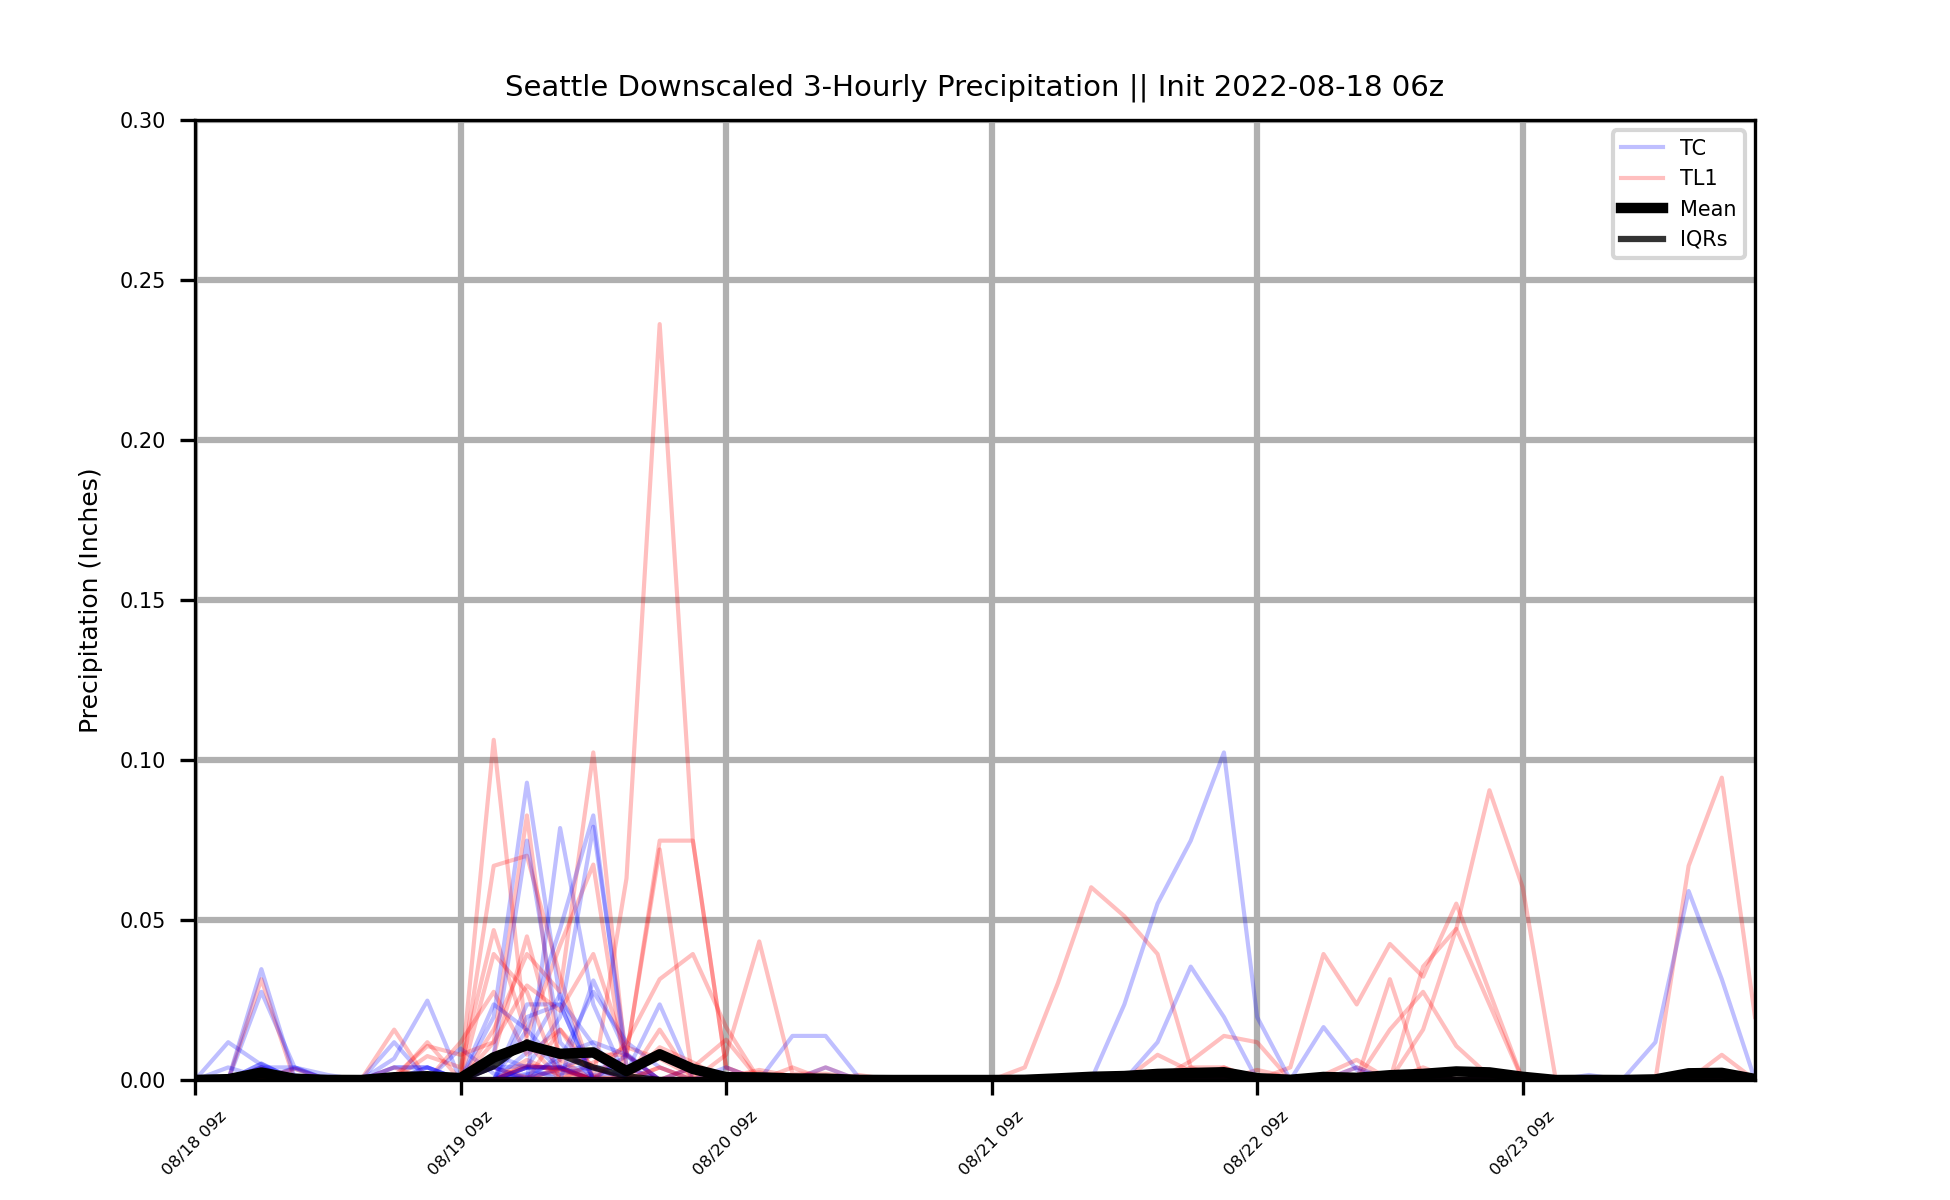 Seattle Downscaled 3-Hourly Precipitation || Init 2022-08-18 06z
Precipitation (Inches)
0.30
0.25
0.20
0.15
0.10
0.05
0.00
TC
TL1
Mean
IQRs
08/18 09z
08/19 09z
08/20 09z
08/21 09z
08/22 09z
08/23 09z